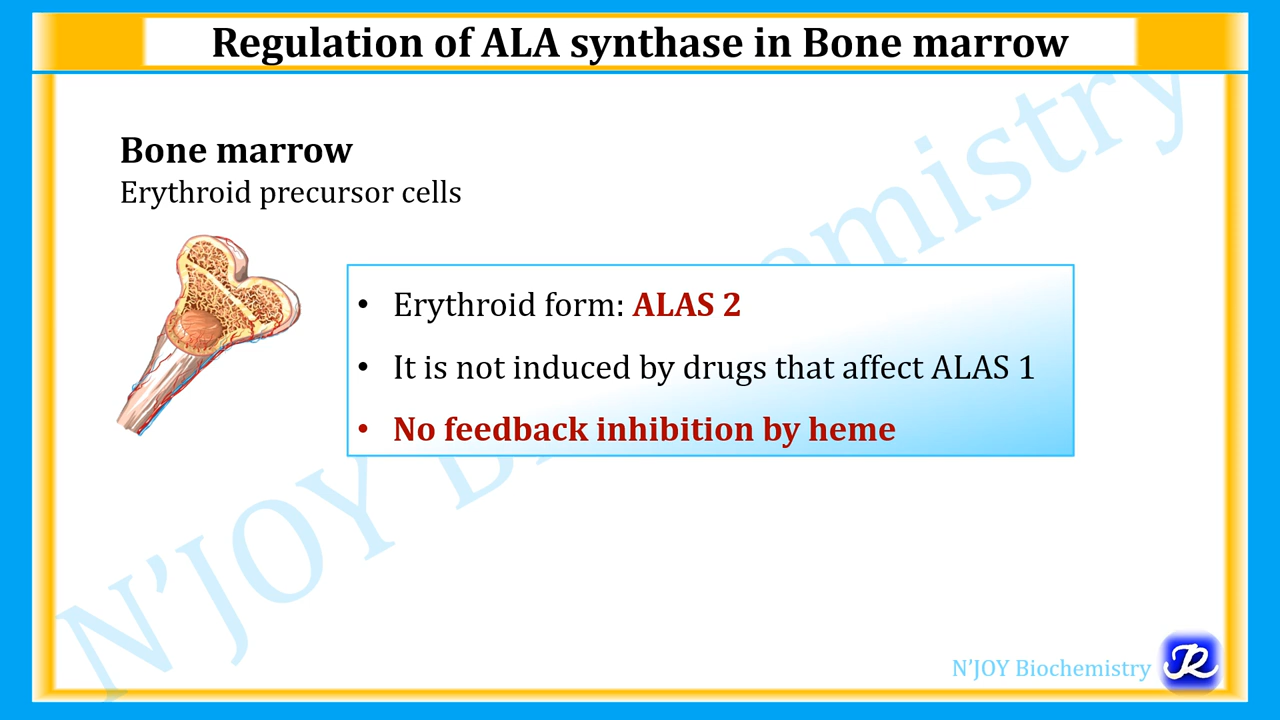 Regulation of ALA synthase in Bone marrow
Bone marrow
Erythroid precursor cells
• Erythroid form: ALAS 2
• It is not induced by drugs that affect ALAS 1
• No feedback inhibition by heme
N'JOY Biochemistry
N'JOY Biochemistry
JR